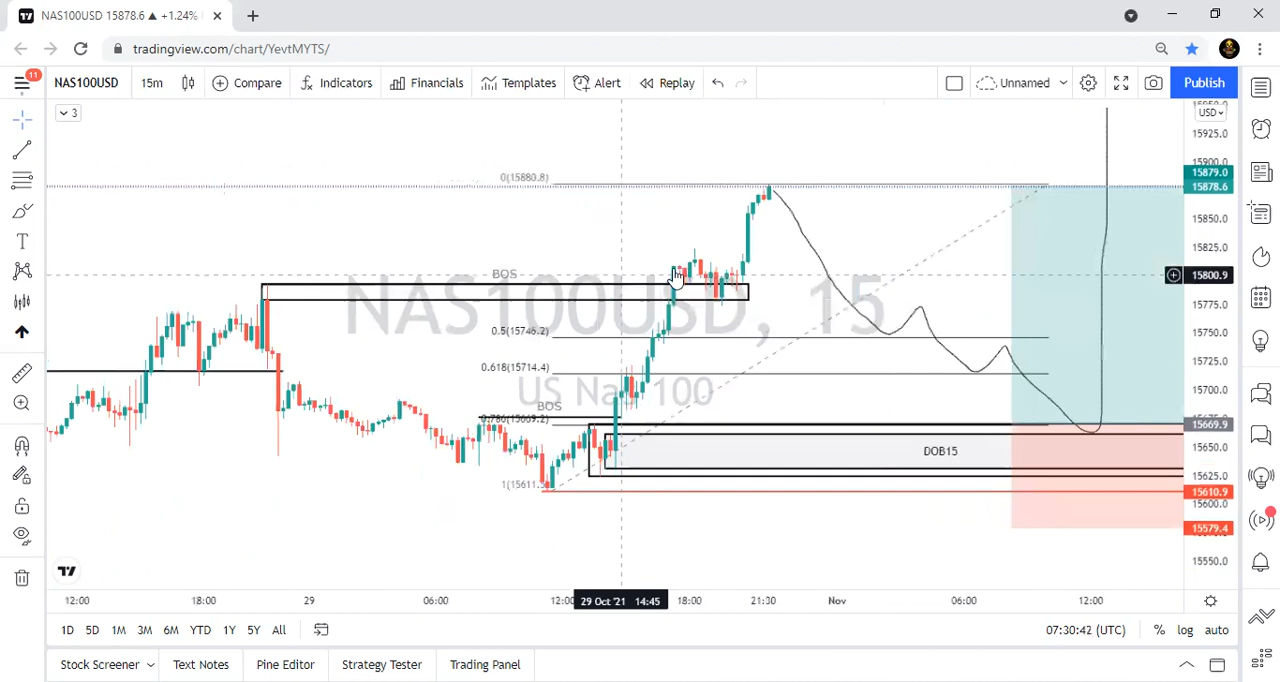 NAS100USD 15878.6 ▲ +1.24%
tradingview.com/chart/YevtMYTS/
11
NAS100USD 15m Compare Indicators Financials Templates Alert Replay Unnamed Publish
3
USD
15925.0
15900.0
15879.0
15878.6
15850.0
15825.0
15800.9
15775.0
15750.0
15725.0
15700.0
15669.9
15650.0
15625.0
15610.9
15600.0
15579.4
15550.0
0(15880.8)
BOS
NAS100USD, 15
0.5(15746.2)
0.618(15714.4)
US Nas 100
BOS
0.786(15669.2)
DOB15
1(15611.
12:00 18:00 29 06:00 12:00 29 Oct '21 14:45 18:00 21:30 Nov 06:00 12:00
1D 5D 1M 3M 6M YTD 1Y 5Y All 07:30:42 (UTC) % log auto
Stock Screener Text Notes Pine Editor Strategy Tester Trading Panel